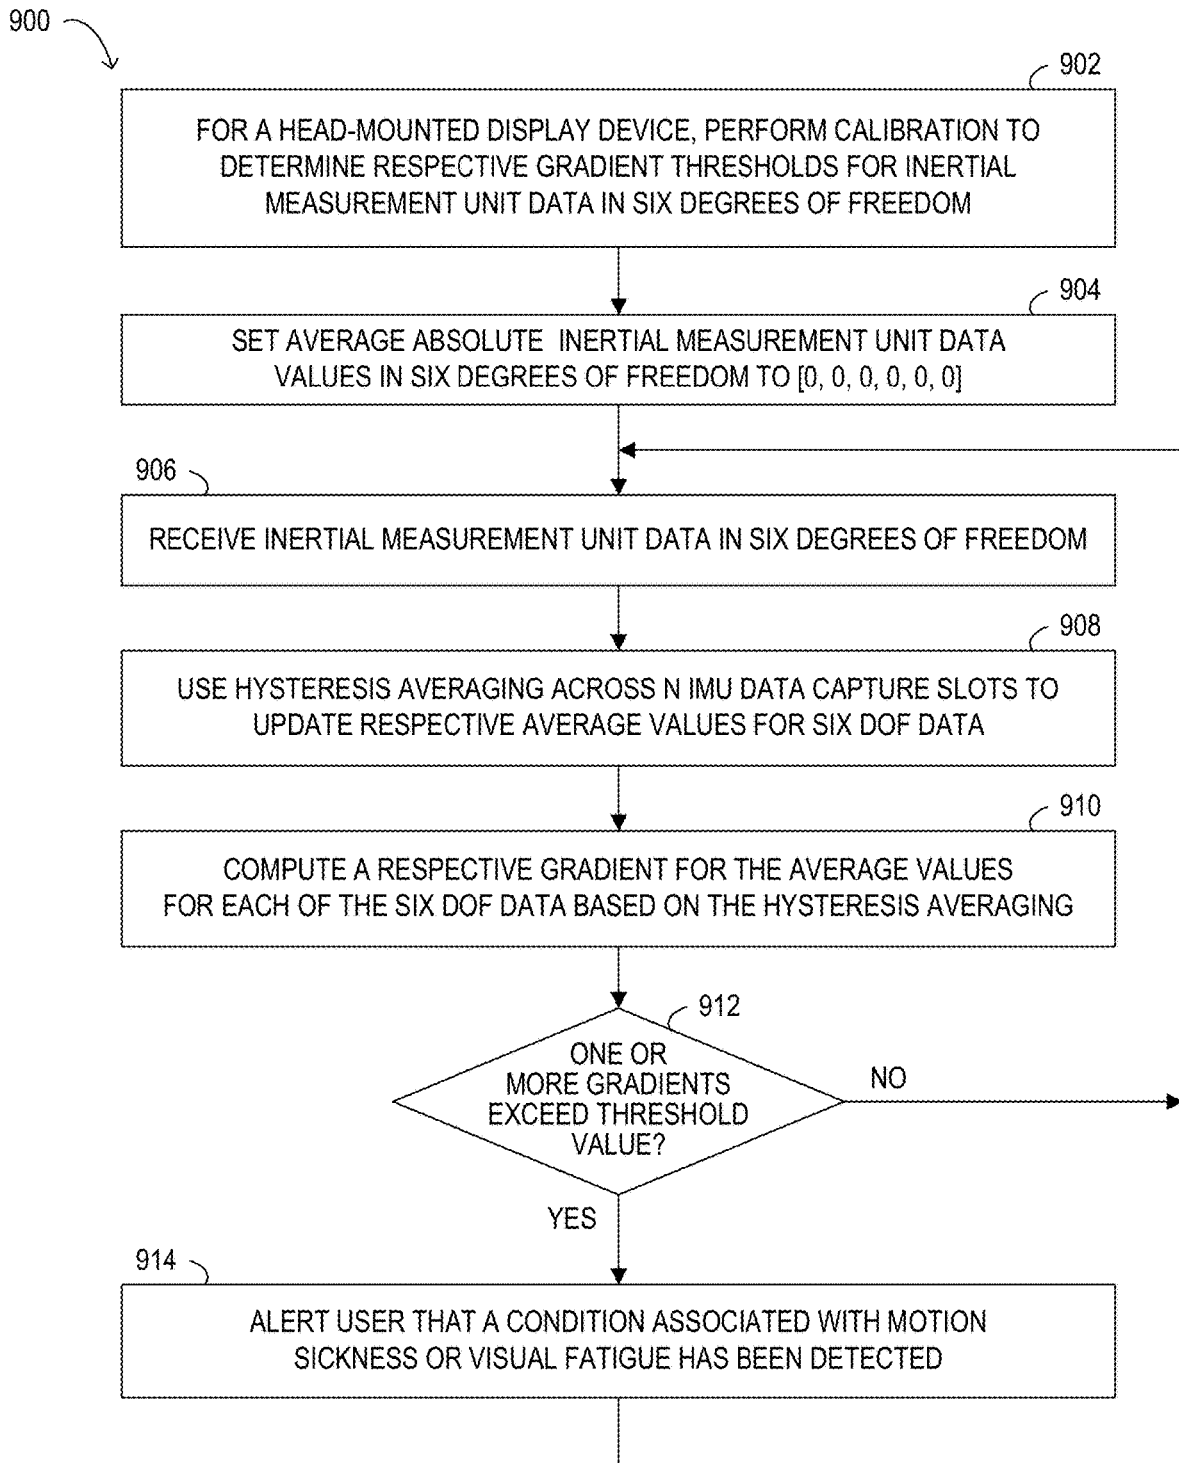 900
902
FOR A HEAD-MOUNTED DISPLAY DEVICE, PERFORM CALIBRATION TO
DETERMINE RESPECTIVE GRADIENT THRESHOLDS FOR INERTIAL
MEASUREMENT UNIT DATA IN SIX DEGREES OF FREEDOM
904
SET AVERAGE ABSOLUTE INERTIAL MEASUREMENT UNIT DATA
VALUES IN SIX DEGREES OF FREEDOM TO [0, 0, 0, 0, 0, 0]
906
RECEIVE INERTIAL MEASUREMENT UNIT DATA IN SIX DEGREES OF FREEDOM
908
USE HYSTERESIS AVERAGING ACROSS N IMU DATA CAPTURE SLOTS TO
UPDATE RESPECTIVE AVERAGE VALUES FOR SIX DOF DATA
910
COMPUTE A RESPECTIVE GRADIENT FOR THE AVERAGE VALUES
FOR EACH OF THE SIX DOF DATA BASED ON THE HYSTERESIS AVERAGING
912
ONE OR
MORE GRADIENTS
EXCEED THRESHOLD
VALUE?
NO
YES
914
ALERT USER THAT A CONDITION ASSOCIATED WITH MOTION
SICKNESS OR VISUAL FATIGUE HAS BEEN DETECTED